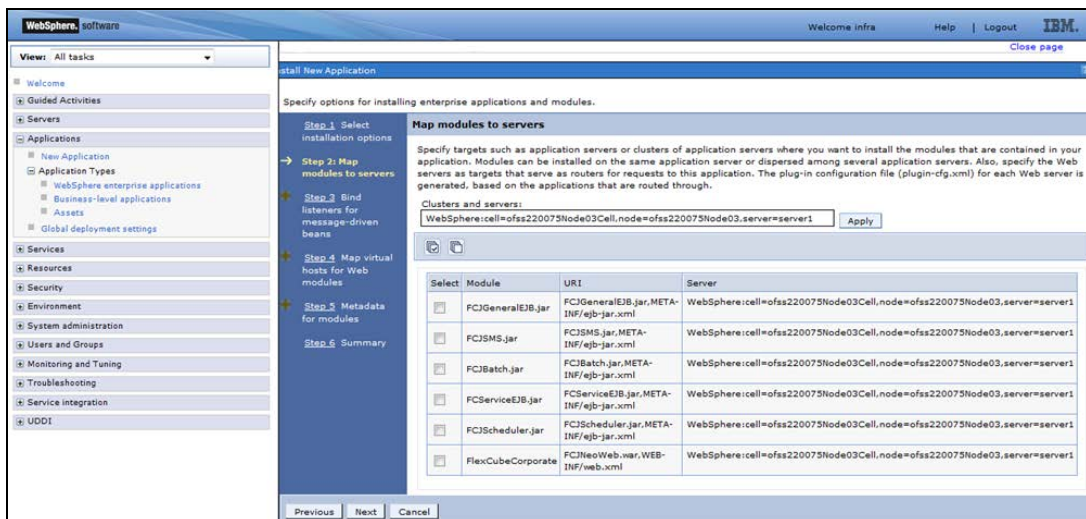 WebSphere. software
Welcome infra
Help | Logout
IBM.
View: All tasks
Close page
Welcome
Guided Activities
Servers
Applications
New Application
Application Types
WebSphere enterprise applications
Business-level applications
Assets
Global deployment settings
Services
Resources
Security
Environment
System administration
Users and Groups
Monitoring and Tuning
Troubleshooting
Service integration
UDDI
stall New Application
?
Specify options for installing enterprise applications and modules.
Step 1 Select
installation options
Step 2: Map
modules to servers
Step 3 Bind
listeners for
message-driven
beans
Step 4 Map virtual
hosts for Web
modules
Step 5 Metadata
for modules
Step 6 Summary
Map modules to servers
Specify targets such as application servers or clusters of application servers where you want to install the modules that are contained in your
application. Modules can be installed on the same application server or dispersed among several application servers. Also, specify the Web
servers as targets that serve as routers for requests to this application. The plug-in configuration file (plugin-cfg.xml) for each Web server is
generated, based on the applications that are routed through.
Clusters and servers:
WebSphere:cell=ofss220075Node03Cell,node=ofss220075Node03,server=server1
Apply
Select Module URI Server
FCJGeneralEJB.jar FCJGeneralEJB.jar,META-INF/ejb-jar.xml WebSphere:cell=ofss220075Node03Cell,node=ofss220075Node03,server=server1
FCJSMS.jar FCJSMS.jar,META-INF/ejb-jar.xml WebSphere:cell=ofss220075Node03Cell,node=ofss220075Node03,server=server1
FCJBatch.jar FCJBatch.jar,META-INF/ejb-jar.xml WebSphere:cell=ofss220075Node03Cell,node=ofss220075Node03,server=server1
FCServiceEJB.jar FCServiceEJB.jar,META-INF/ejb-jar.xml WebSphere:cell=ofss220075Node03Cell,node=ofss220075Node03,server=server1
FCJScheduler.jar FCJScheduler.jar,META-INF/ejb-jar.xml WebSphere:cell=ofss220075Node03Cell,node=ofss220075Node03,server=server1
FlexCubeCorporate FCJNeoWeb.war,WEB-INF/web.xml WebSphere:cell=ofss220075Node03Cell,node=ofss220075Node03,server=server1
Previous Next Cancel